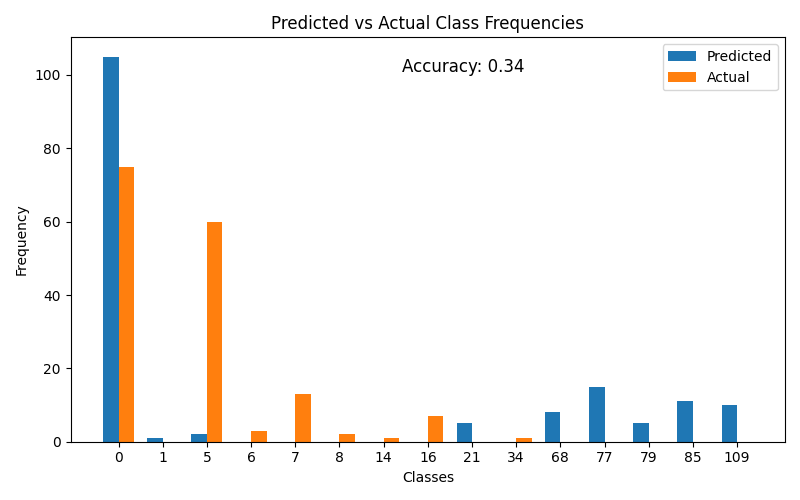 Predicted vs Actual Class Frequencies
Accuracy: 0.34
Predicted
Actual
Frequency
100
80
60
40
20
0
0 1 5 6 7 8 14 16 21 34 68 77 79 85 109
Classes